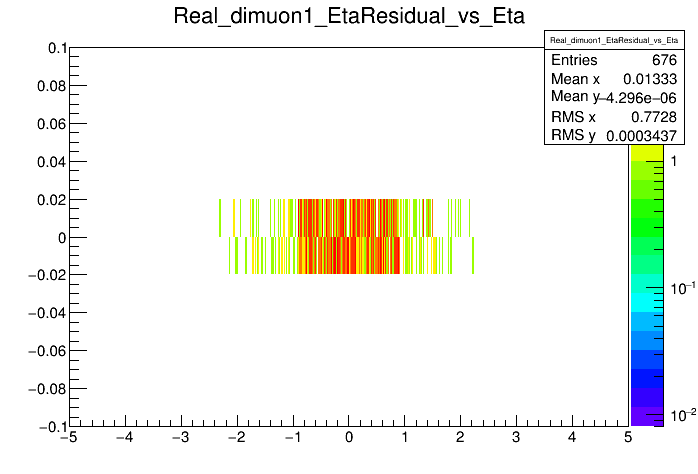 Real_dimuon1_EtaResidual_vs_Eta
Real_dimuon1_EtaResidual_vs_Eta
Entries 676
Mean x 0.01333
Mean y −4.296e−06
RMS x 0.7728
RMS y 0.0003437
0.1
0.08
0.06
0.04
0.02
0
−0.02
−0.04
−0.06
−0.08
−0.1
−5 −4 −3 −2 −1 0 1 2 3 4 5
1
10−1
10−2